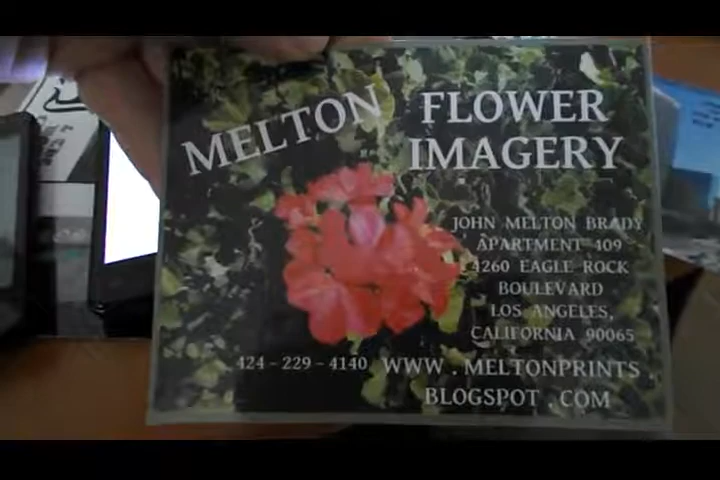 MELTON FLOWER
IMAGERY
JOHN MELTON BRADY
APARTMENT 409
4260 EAGLE ROCK
BOULEVARD
LOS ANGELES,
CALIFORNIA 90065
424 - 229 - 4140 WWW . MELTONPRINTS .
BLOGSPOT . COM